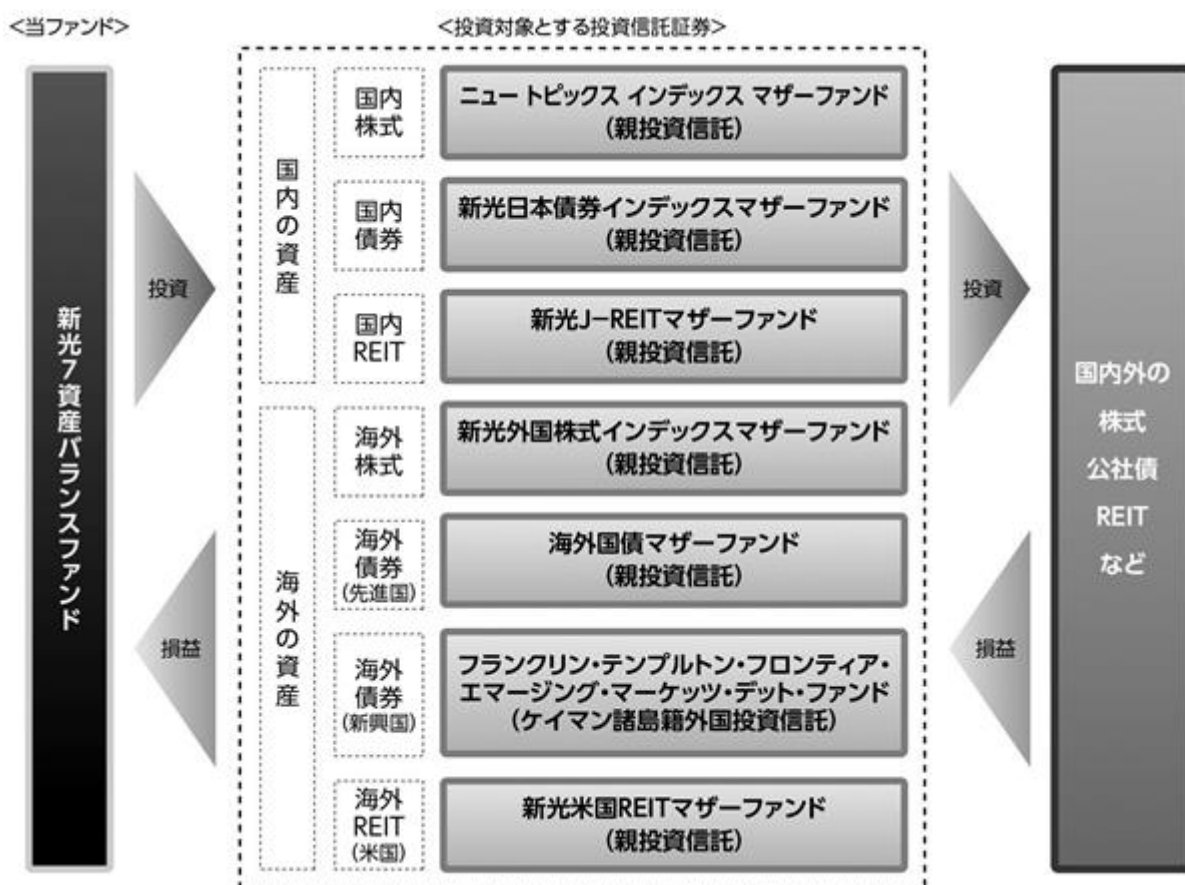 <当ファンド>
<投資対象とする投資信託証券>
新光7資産バランスファンド
投資
損益
国内の資産
国内
株式
ニュー トピックス インデックス マザーファンド
(親投資信託)
国内
債券
新光日本債券インデックスマザーファンド
(親投資信託)
国内
REIT
新光J-REITマザーファンド
(親投資信託)
海外の資産
海外
株式
新光外国株式インデックスマザーファンド
(親投資信託)
海外
債券
(先進国)
海外国債マザーファンド
(親投資信託)
海外
債券
(新興国)
フランクリン・テンプルトン・フロンティア・
エマージング・マーケッツ・デット・ファンド
(ケイマン諸島籍外国投資信託)
海外
REIT
(米国)
新光米国REITマザーファンド
(親投資信託)
投資
損益
国内外の
株式
公社債
REIT
など